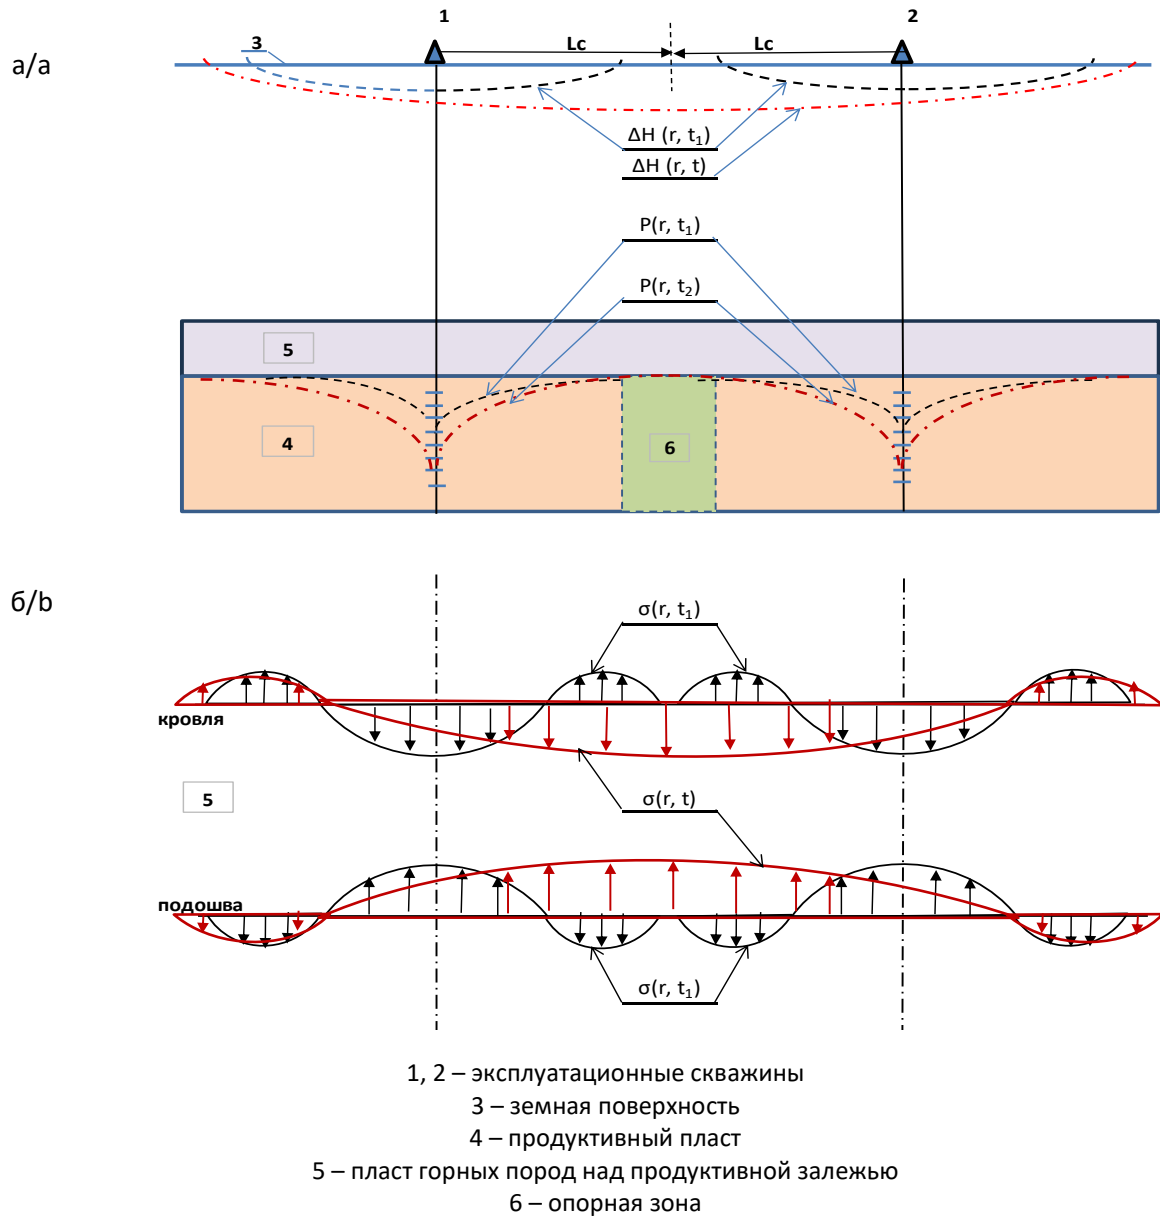 1
2
а/a
3
Lc
Lc
ΔH (r, t₁)
ΔH (r, t)
P(r, t₁)
P(r, t₂)
5
4
6
б/b
σ(r, t₁)
кровля
5
σ(r, t)
подошва
σ(r, t₁)
1, 2 – эксплуатационные скважины
3 – земная поверхность
4 – продуктивный пласт
5 – пласт горных пород над продуктивной залежью
6 – опорная зона